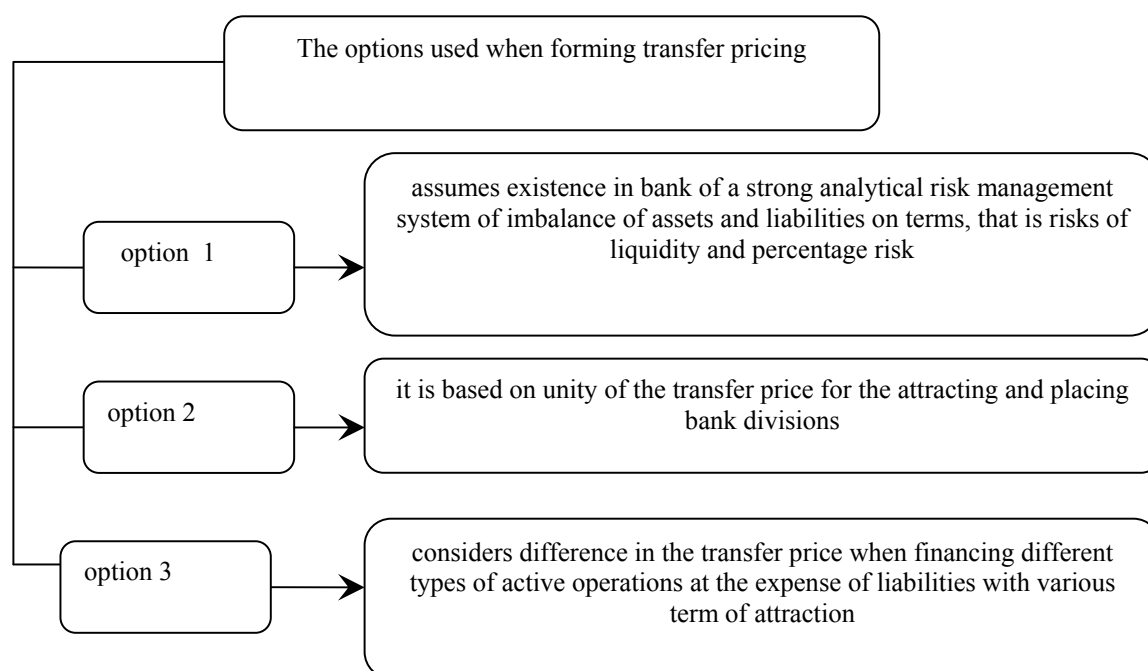 The options used when forming transfer pricing
assumes existence in bank of a strong analytical risk management
system of imbalance of assets and liabilities on terms, that is risks of
liquidity and percentage risk
option 1
it is based on unity of the transfer price for the attracting and placing
bank divisions
option 2
considers difference in the transfer price when financing different
types of active operations at the expense of liabilities with various
term of attraction
option 3